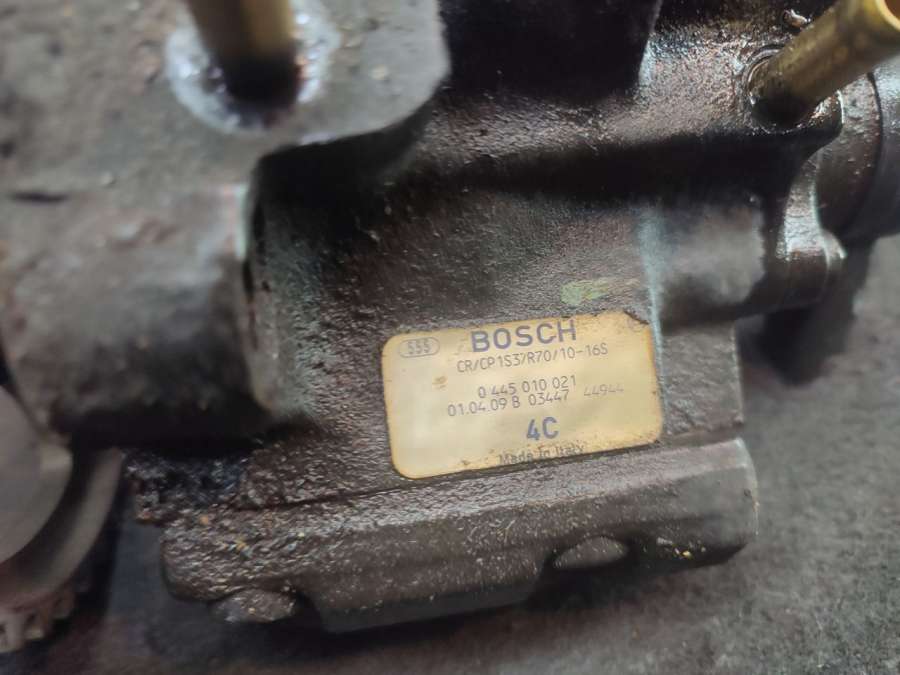 555 BOSCH
CR/CP1S3/R70/10-16S
0 445 010 021
01.04.09 B 03447 44944
4C
Made in Italy